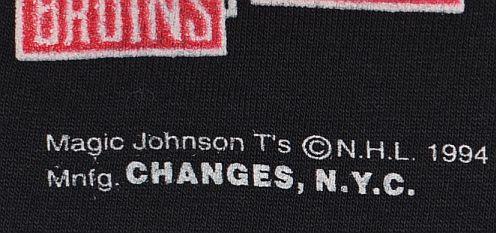 BRUINS
Magic Johnson T's © N.H.L. 1994
Mnfg. CHANGES, N.Y.C.